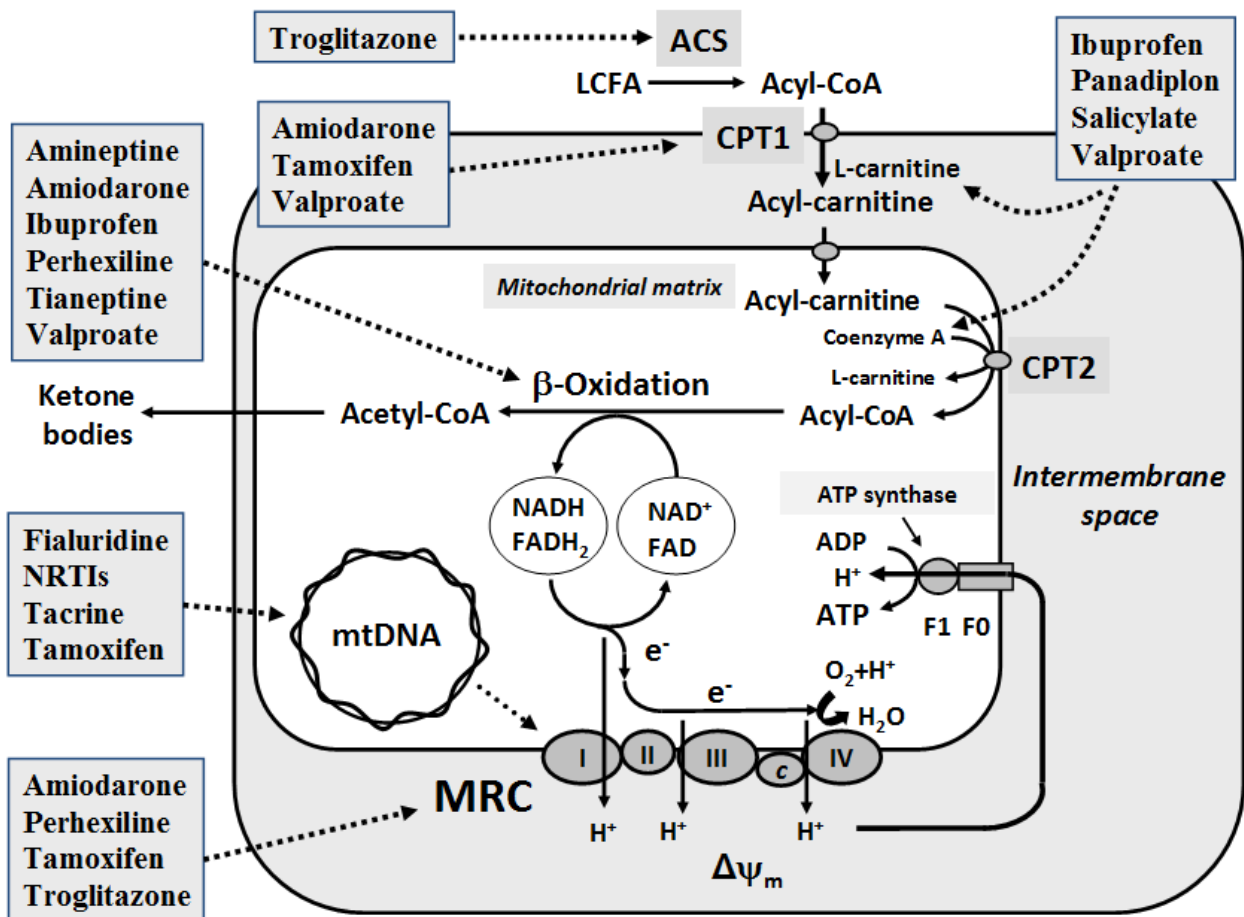 Troglitazone
ACS
LCFA
Acyl-CoA
Ibuprofen
Panadiplon
Salicylate
Valproate
Amiodarone
Tamoxifen
Valproate
CPT1
L-carnitine
Acyl-carnitine
Amineptine
Amiodarone
Ibuprofen
Perhexiline
Tianeptine
Valproate
Mitochondrial matrix
Acyl-carnitine
Coenzyme A
CPT2
L-carnitine
β-Oxidation
Ketone
bodies
Acetyl-CoA
Acyl-CoA
Intermembrane
space
NADH
FADH₂
NAD⁺
FAD
ATP synthase
ADP
H⁺
ATP
F1 F0
Fialuridine
NRTIs
Tacrine
Tamoxifen
mtDNA
e⁻
e⁻
O₂+H⁺
H₂O
I
II
III
c
IV
MRC
H⁺
H⁺
H⁺
Δψₘ
Amiodarone
Perhexiline
Tamoxifen
Troglitazone